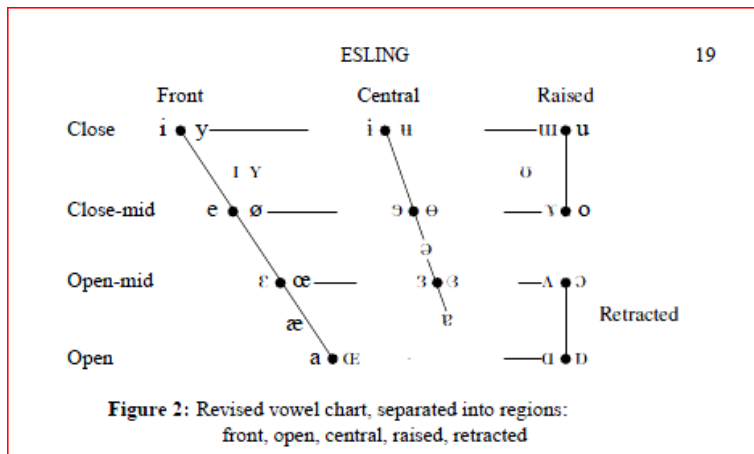 ESLING 19
Front Central Raised
Close i y ɨ ʉ ɯ u
ɪ ʏ ʊ
Close-mid e ø ɘ ɵ ɤ o
ə
Open-mid ɛ œ ɜ ɞ ʌ ɔ
æ ɐ Retracted
Open a ɶ ɑ ɒ
Figure 2: Revised vowel chart, separated into regions:
front, open, central, raised, retracted